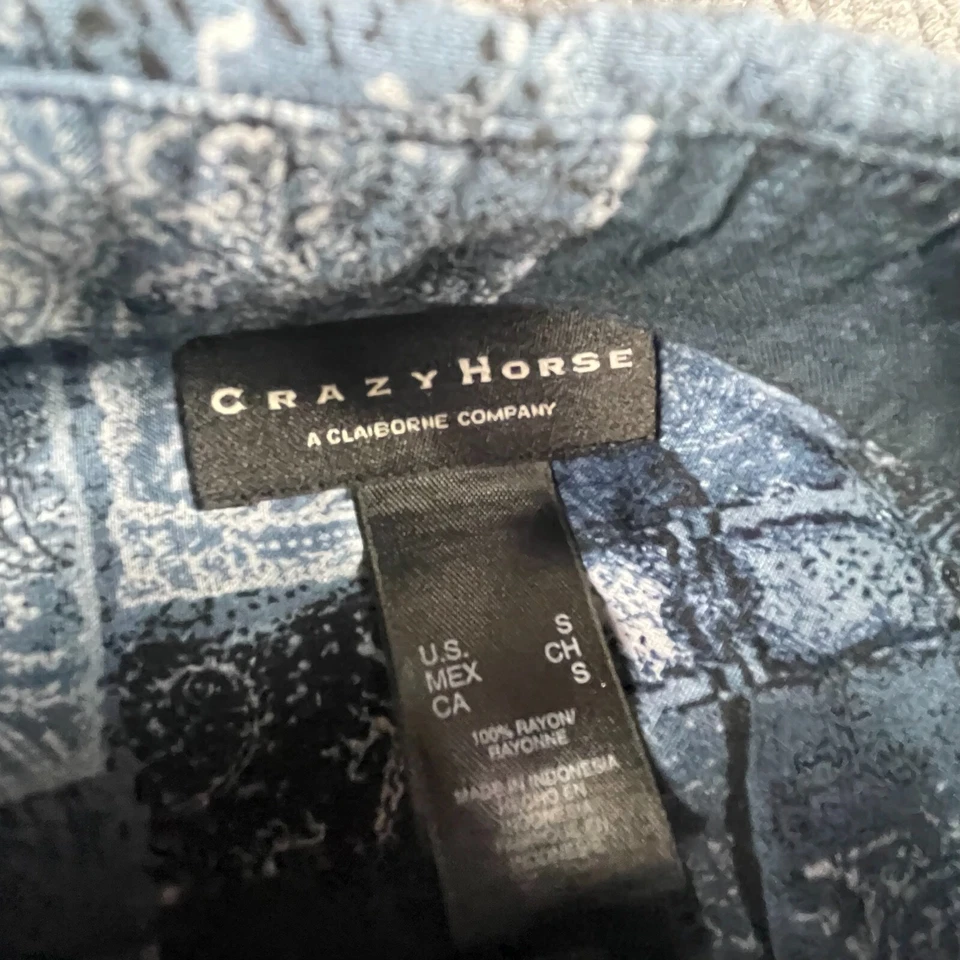 CRAZY HORSE
A CLAIBORNE COMPANY
U.S. S
MEX CH
CA S
100% RAYON/
RAYONNE
MADE IN INDONESIA